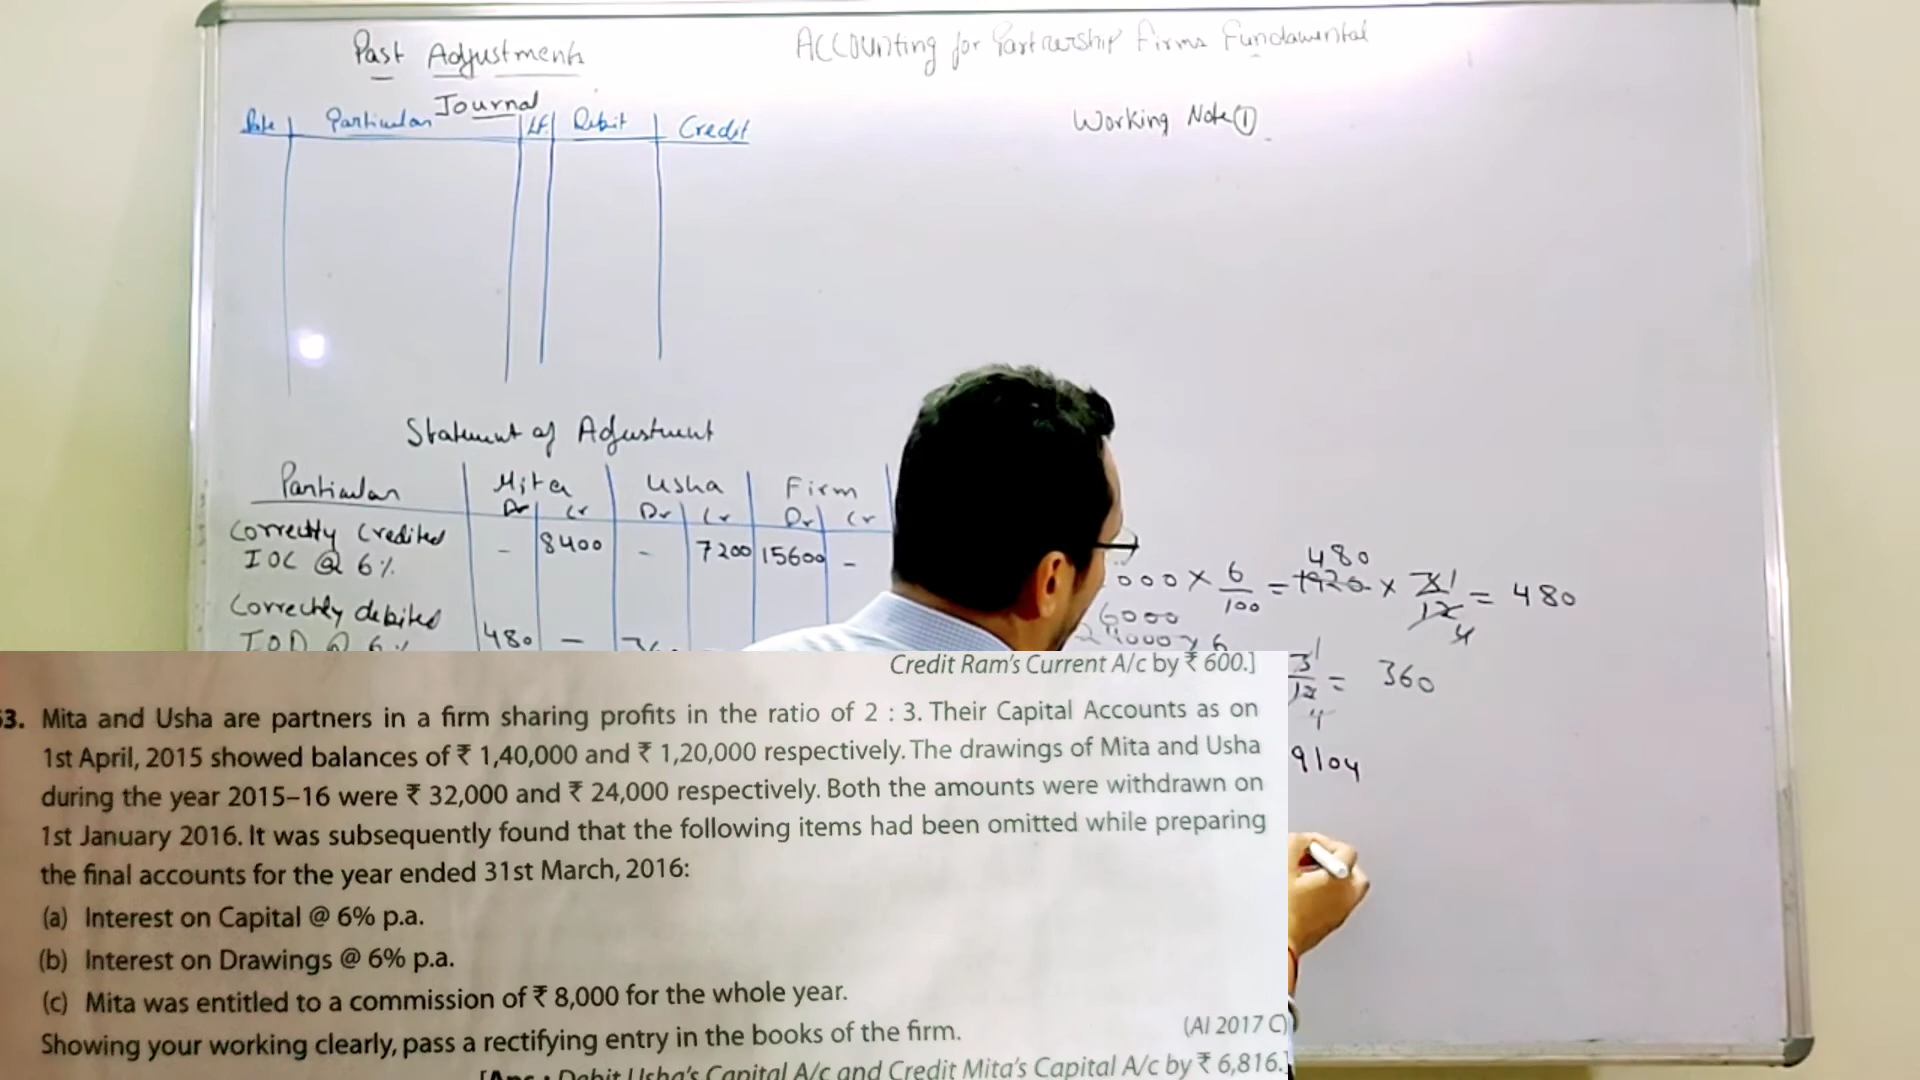 Past Adjustments
ACCOUNTING for Partnership Firms Fundamental
Journal
Date Particular L.F. Debit Credit
Working Note ①
Statement of Adjustment
Particular Mita Usha Firm
Dr Cr Dr Cr Dr Cr
Correctly Credited
IOC @ 6% - 8400 - 7200 15600 -
Correctly debited
IOD @ 6% 480 -
000 × 6/100 = 1920 × 3/12 = 480
480
1
4
6000
24000 × 6
3/12 = 360
1
4
9104
Credit Ram's Current A/c by ₹ 600.]
3. Mita and Usha are partners in a firm sharing profits in the ratio of 2 : 3. Their Capital Accounts as on
1st April, 2015 showed balances of ₹ 1,40,000 and ₹ 1,20,000 respectively. The drawings of Mita and Usha
during the year 2015–16 were ₹ 32,000 and ₹ 24,000 respectively. Both the amounts were withdrawn on
1st January 2016. It was subsequently found that the following items had been omitted while preparing
the final accounts for the year ended 31st March, 2016:
(a) Interest on Capital @ 6% p.a.
(b) Interest on Drawings @ 6% p.a.
(c) Mita was entitled to a commission of ₹ 8,000 for the whole year.
Showing your working clearly, pass a rectifying entry in the books of the firm.
(AI 2017 C)
[Ans.: Debit Usha's Capital A/c and Credit Mita's Capital A/c by ₹ 6,816.]